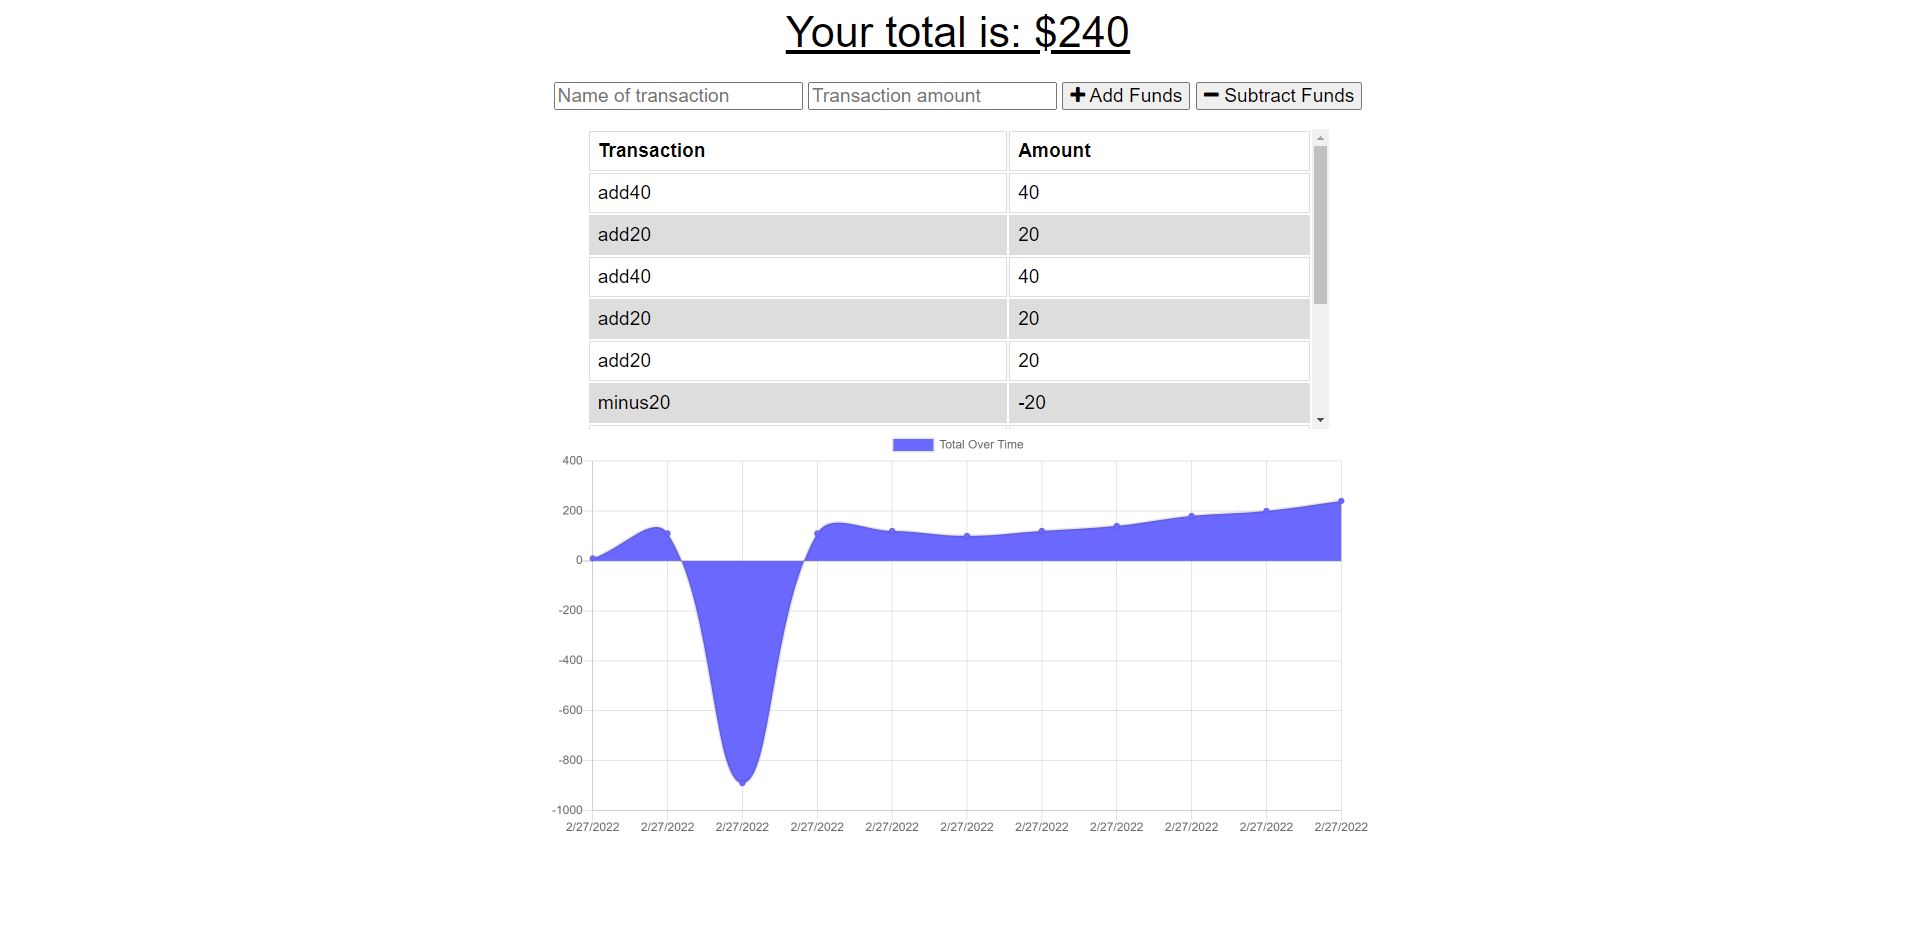 Your total is: $240
Name of transaction Transaction amount Add Funds Subtract Funds
Transaction Amount
add40 40
add20 20
add40 40
add20 20
add20 20
minus20 -20
Total Over Time
400
200
0
-200
-400
-600
-800
-1000
2/27/2022 2/27/2022 2/27/2022 2/27/2022 2/27/2022 2/27/2022 2/27/2022 2/27/2022 2/27/2022 2/27/2022 2/27/2022